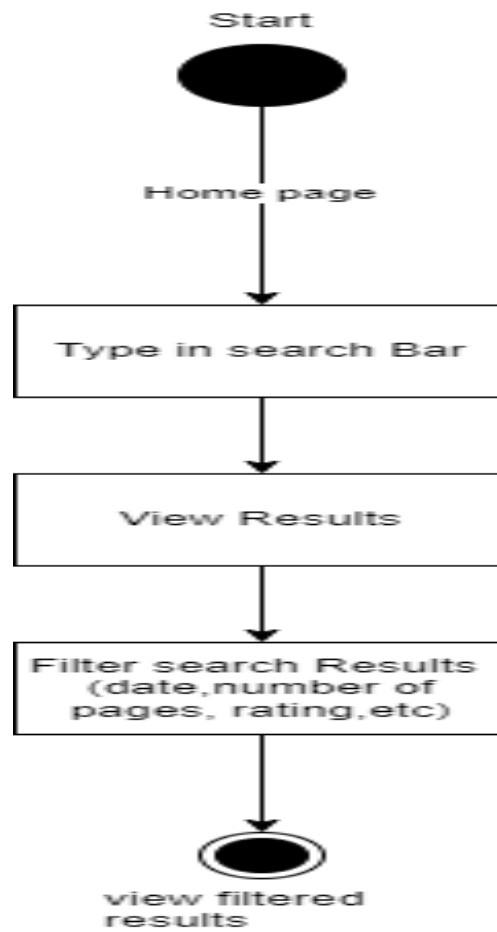 Start
Home page
Type in search Bar
View Results
Filter search Results
(date,number of
pages, rating,etc)
view filtered
results